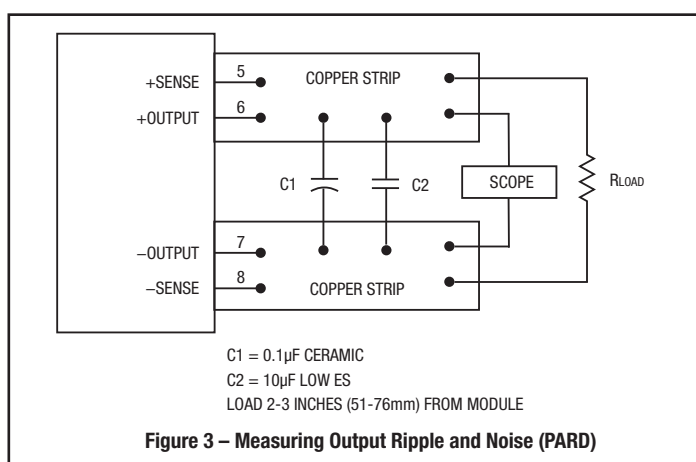 +SENSE 5 COPPER STRIP
+OUTPUT 6
C1 C2 SCOPE RLOAD
−OUTPUT 7
−SENSE 8 COPPER STRIP
C1 = 0.1µF CERAMIC
C2 = 10µF LOW ES
LOAD 2-3 INCHES (51-76mm) FROM MODULE
Figure 3 – Measuring Output Ripple and Noise (PARD)